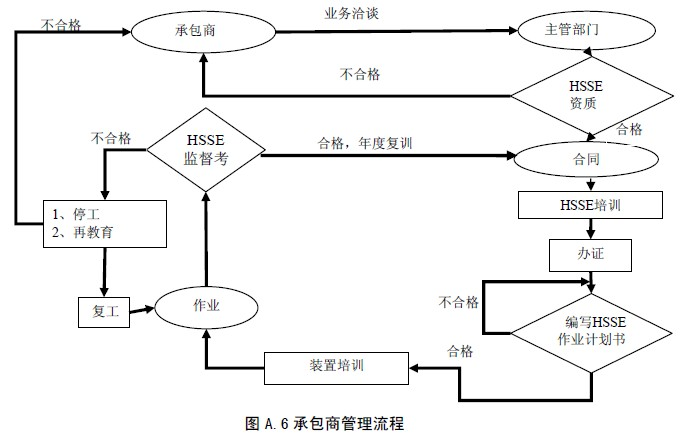 不合格
承包商
业务洽谈
主管部门
不合格
HSSE
资质
合格
不合格
HSSE
监督考
合格，年度复训
合同
HSSE培训
1、停工
2、再教育
办证
复工
作业
不合格
编写HSSE
作业计划书
合格
装置培训
图 A.6 承包商管理流程